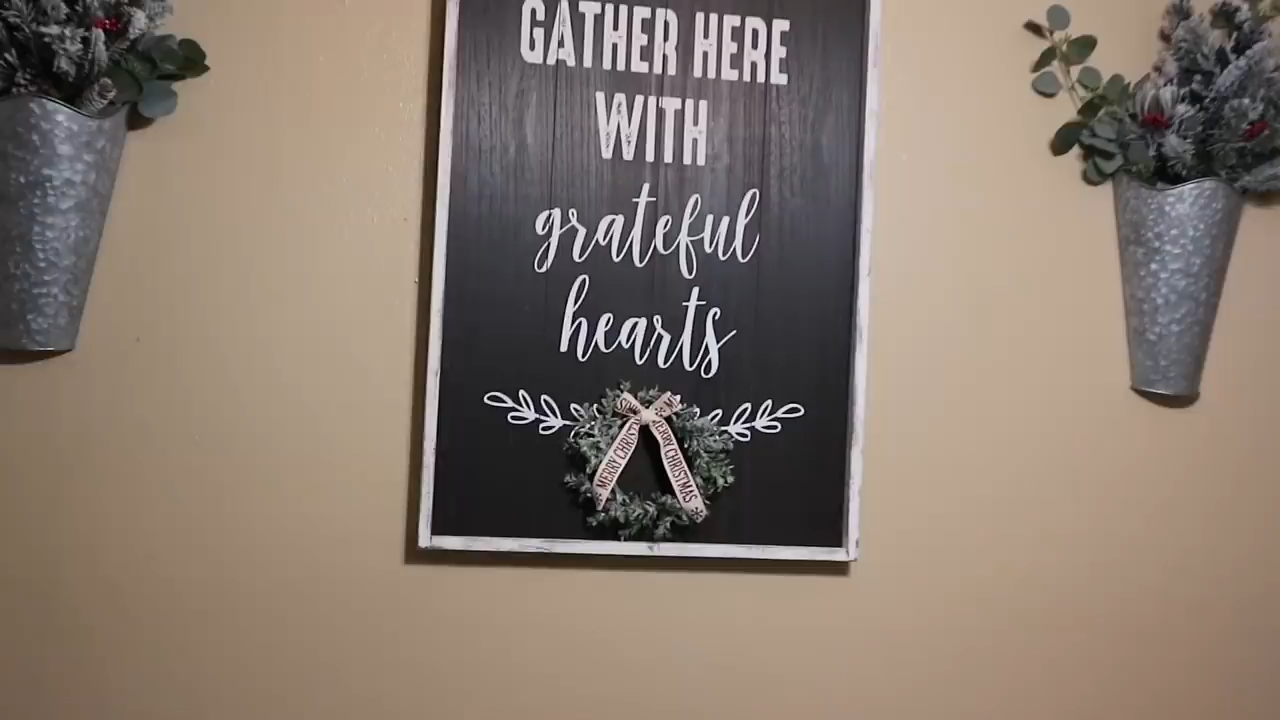 GATHER HERE
WITH
grateful
hearts
MERRY CHRISTMAS
MERRY CHRISTMAS